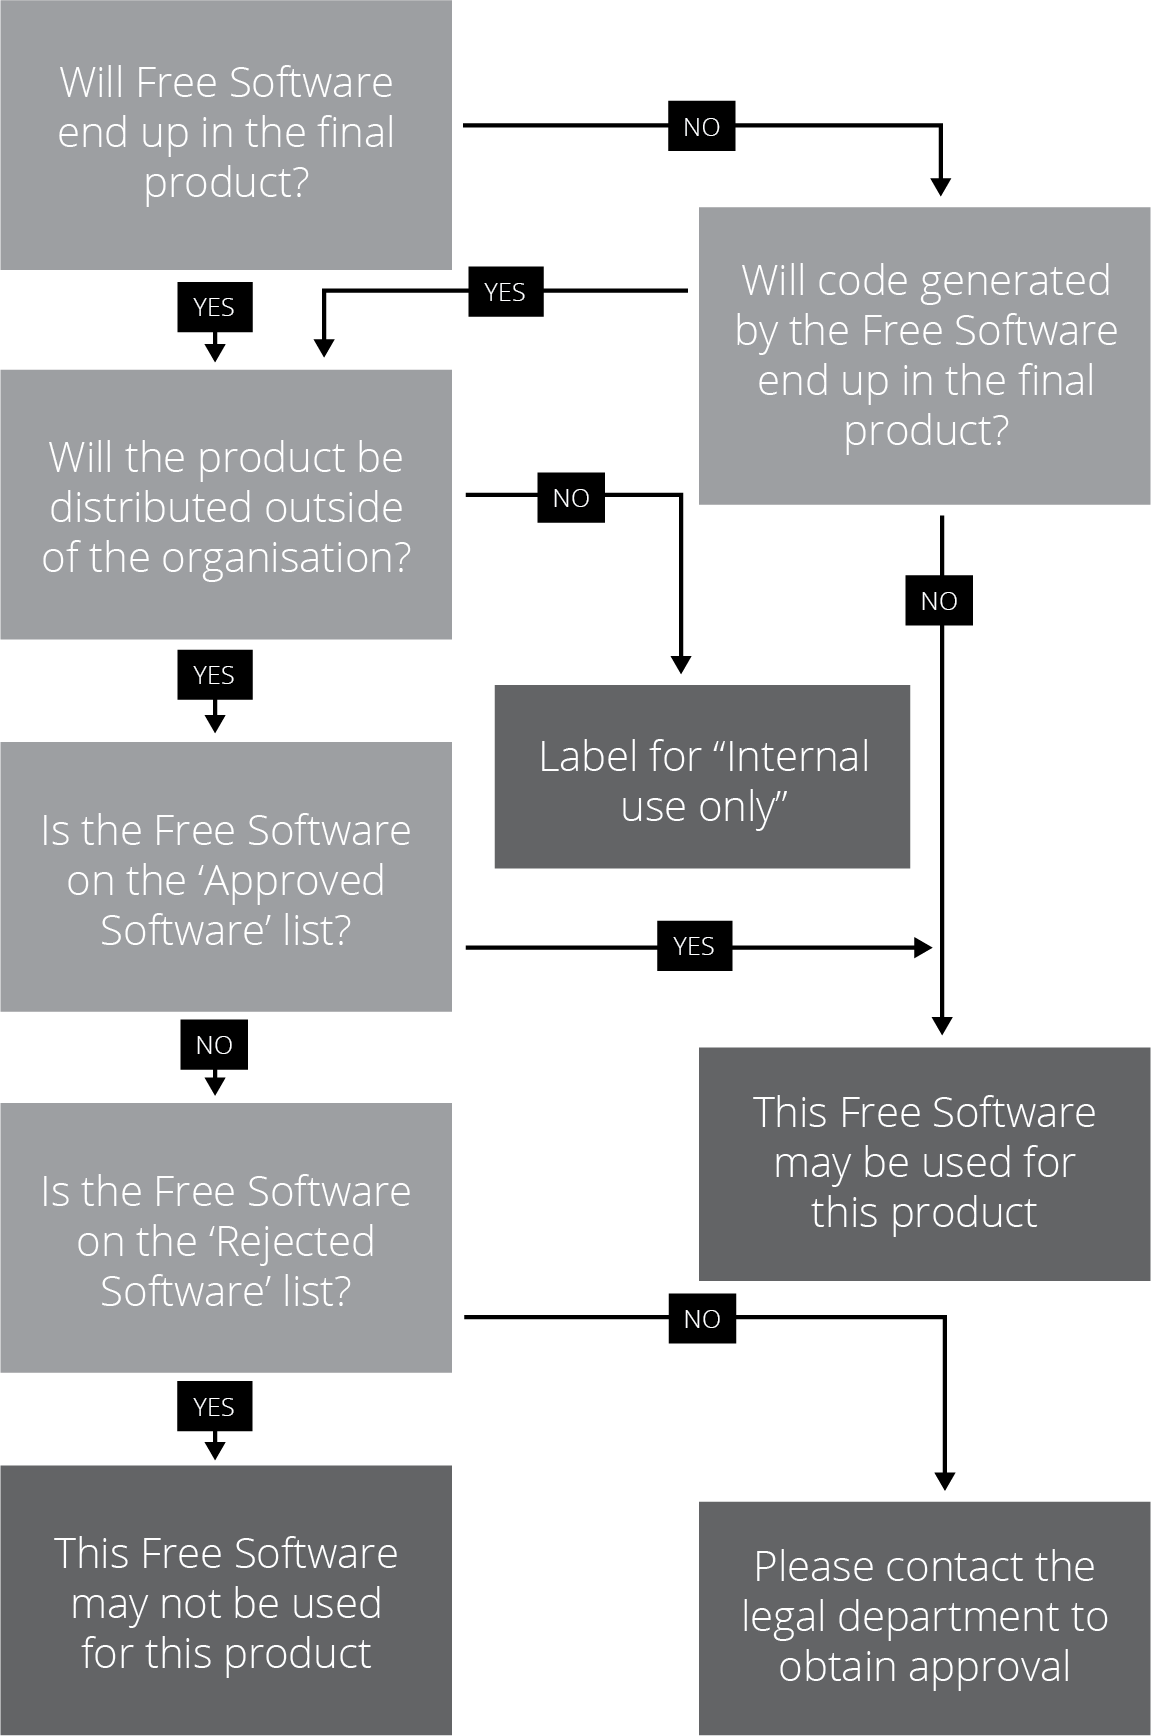 Will Free Software
end up in the final
product?
NO
YES
YES
Will code generated
by the Free Software
end up in the final
product?
Will the product be
distributed outside
of the organisation?
NO
NO
YES
Label for “Internal
use only”
Is the Free Software
on the ‘Approved
Software’ list?
YES
NO
This Free Software
may be used for
this product
Is the Free Software
on the ‘Rejected
Software’ list?
NO
YES
This Free Software
may not be used
for this product
Please contact the
legal department to
obtain approval